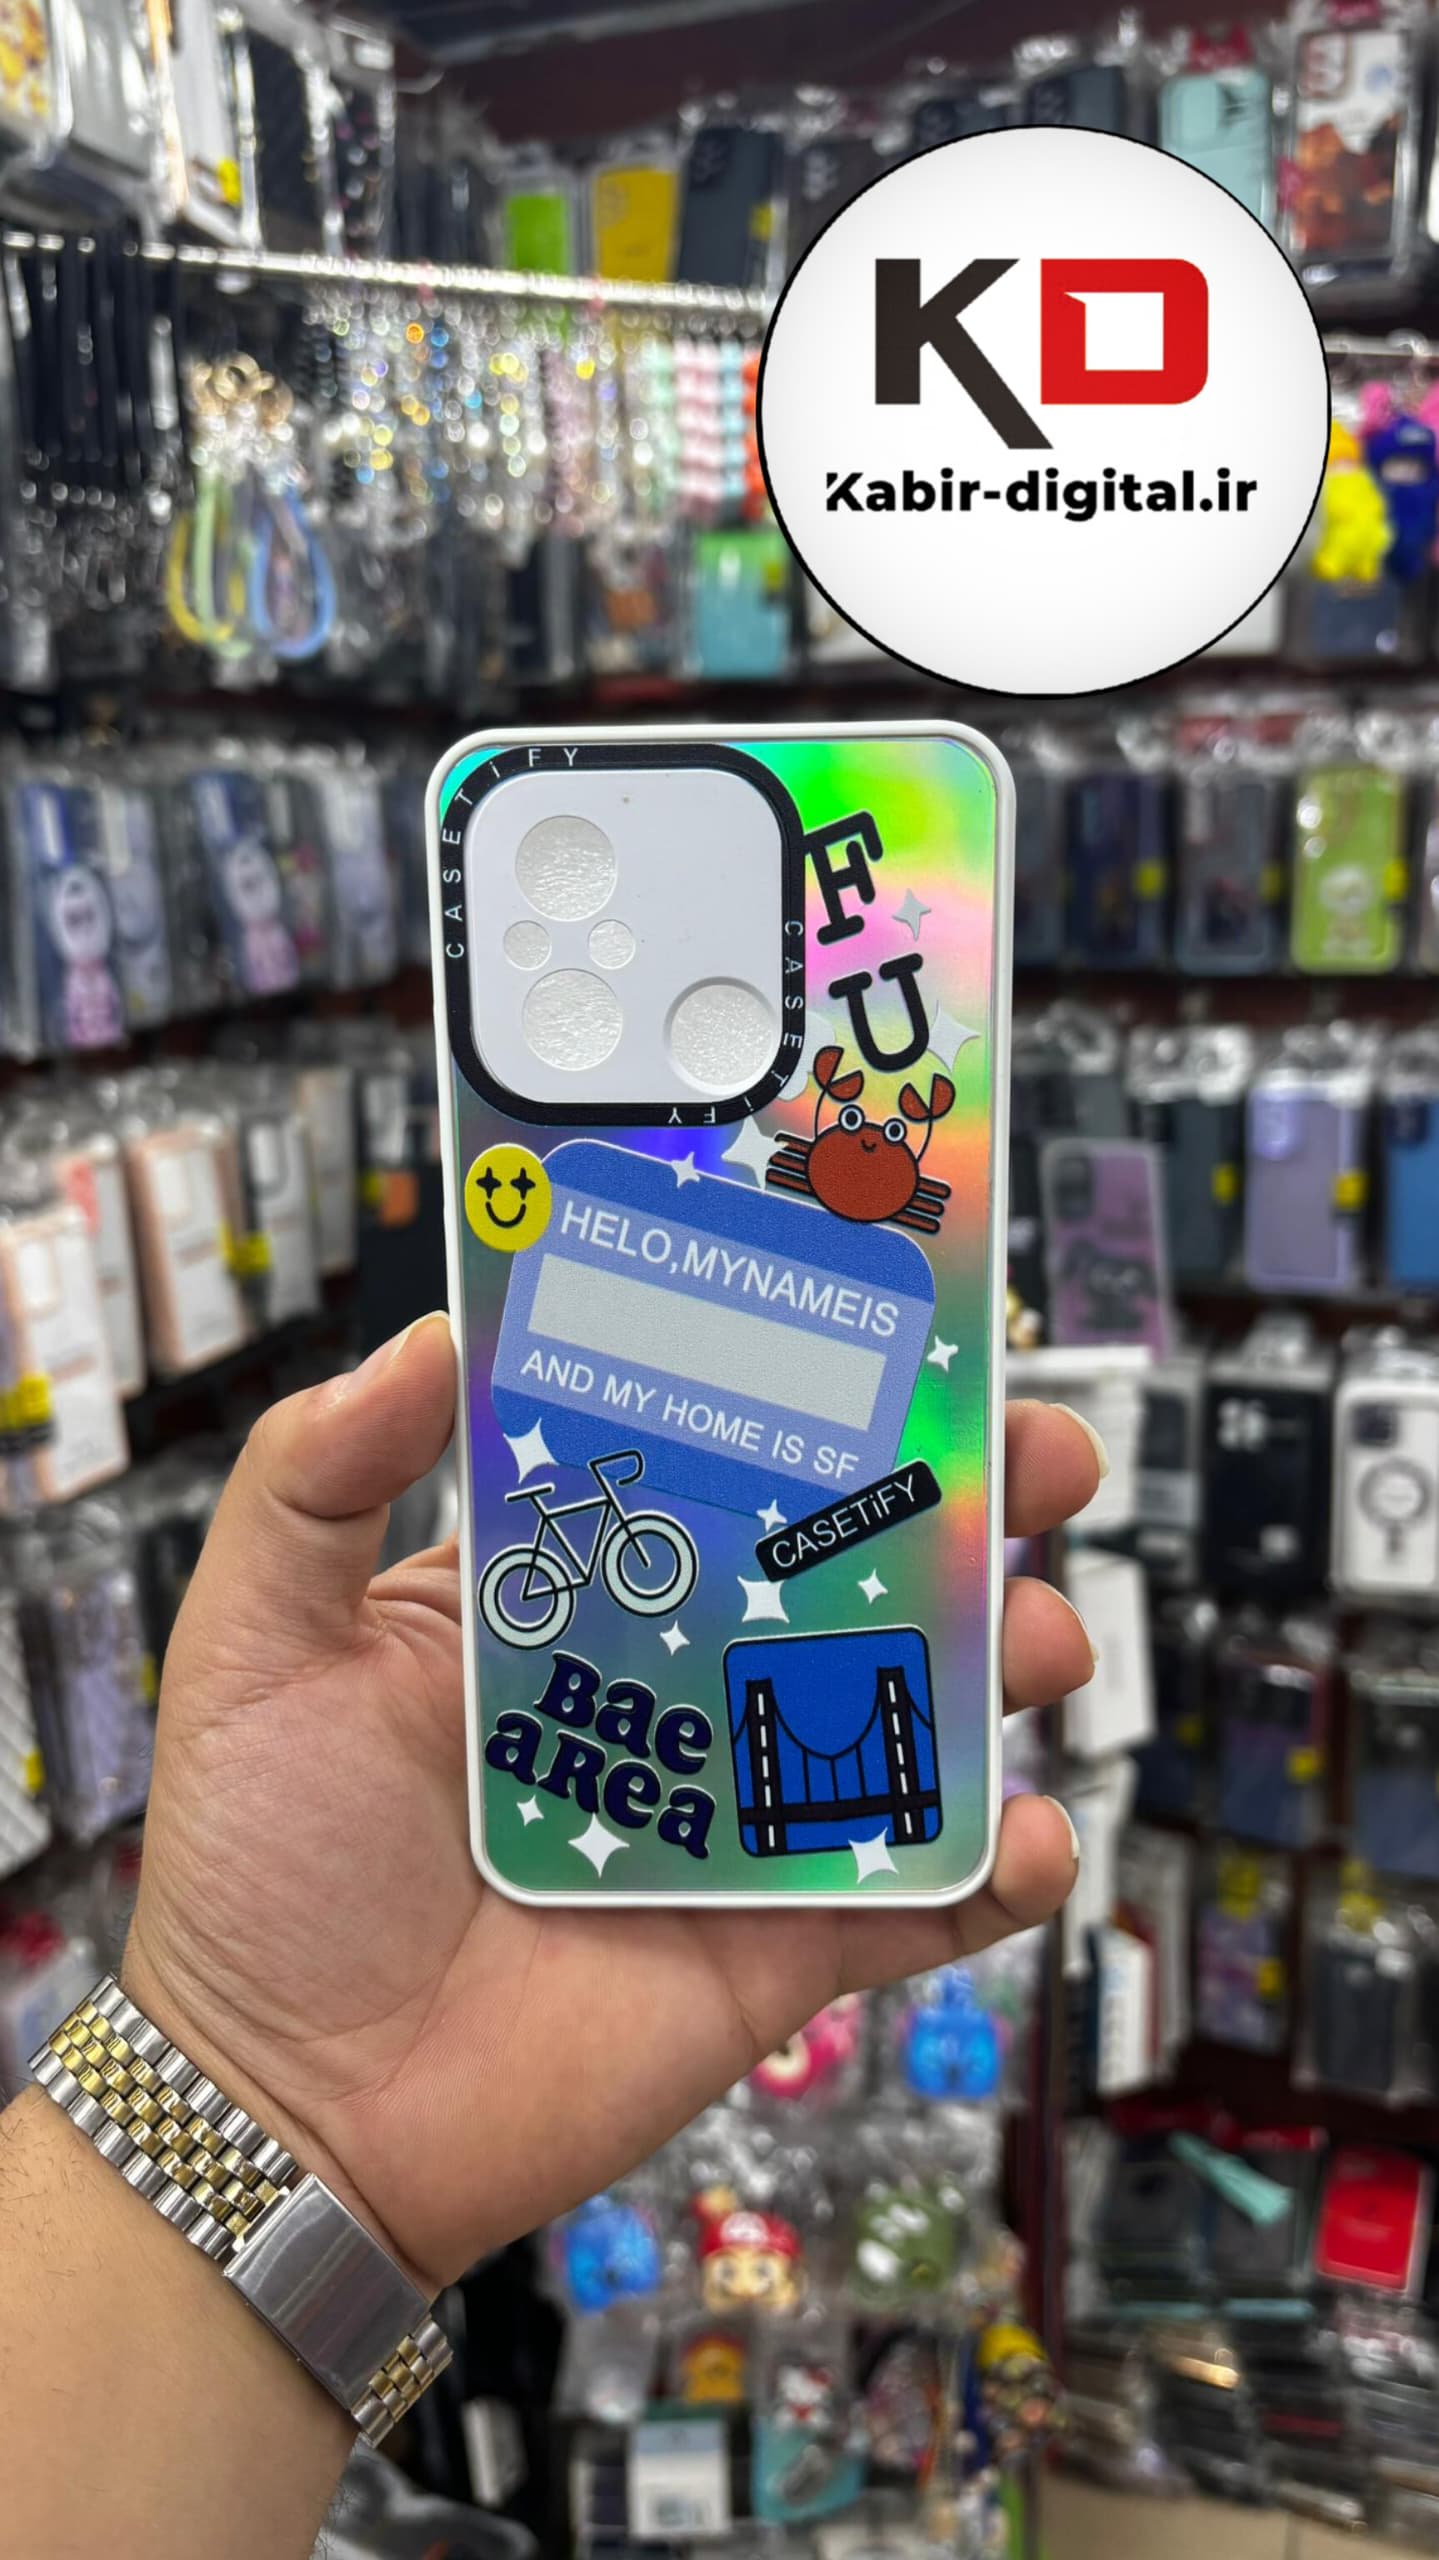 KD
Kabir-digital.ir
CASETiFY
CASETiFY
F
U
HELO,MYNAMEIS
AND MY HOME IS SF
CASETiFY
Bae
aRea